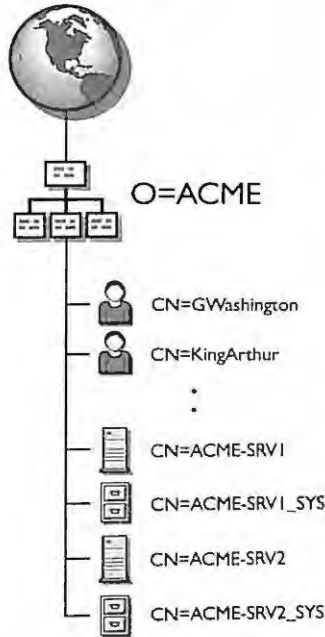 O=ACME
CN=GWashington
CN=KingArthur
CN=ACME-SRV1
CN=ACME-SRV1_SYS
CN=ACME-SRV2
CN=ACME-SRV2_SYS